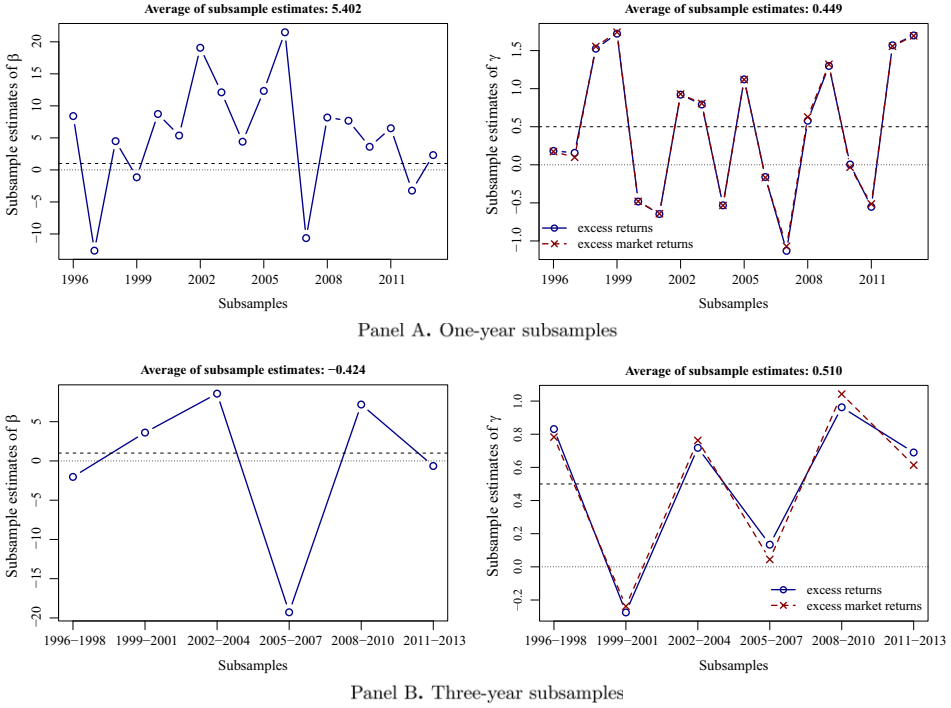 Average of subsample estimates: 5.402
Subsample estimates of β
20
15
10
5
0
−10
1996
1999
2002
2005
2008
2011
Subsamples
Average of subsample estimates: 0.449
Subsample estimates of γ
1.5
1.0
0.5
0.0
−0.5
−1.0
excess returns
excess market returns
1996
1999
2002
2005
2008
2011
Subsamples
Panel A. One-year subsamples
Average of subsample estimates: −0.424
Subsample estimates of β
5
0
−5
−10
−15
−20
1996−1998
1999−2001
2002−2004
2005−2007
2008−2010
2011−2013
Subsamples
Average of subsample estimates: 0.510
Subsample estimates of γ
1.0
0.8
0.6
0.4
0.2
0.0
−0.2
excess returns
excess market returns
1996−1998
1999−2001
2002−2004
2005−2007
2008−2010
2011−2013
Subsamples
Panel B. Three-year subsamples